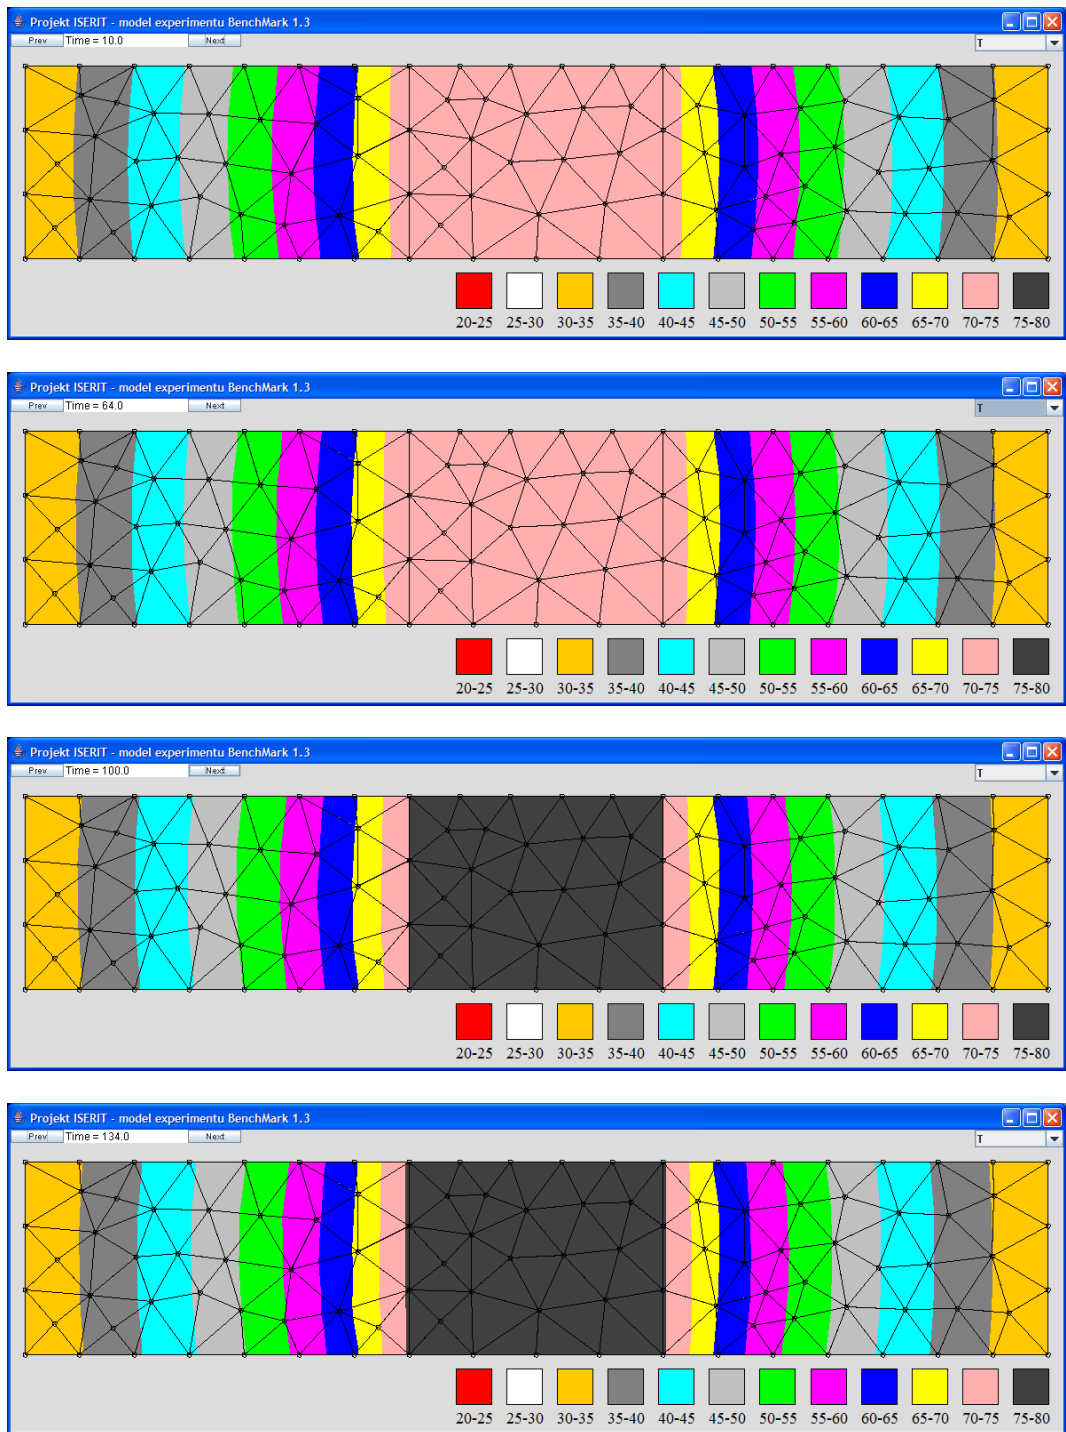 Projekt ISERIT - model experimentu BenchMark 1.3
Prev Time = 10.0 Next T
20-25 25-30 30-35 35-40 40-45 45-50 50-55 55-60 60-65 65-70 70-75 75-80
Projekt ISERIT - model experimentu BenchMark 1.3
Prev Time = 64.0 Next T
20-25 25-30 30-35 35-40 40-45 45-50 50-55 55-60 60-65 65-70 70-75 75-80
Projekt ISERIT - model experimentu BenchMark 1.3
Prev Time = 100.0 Next T
20-25 25-30 30-35 35-40 40-45 45-50 50-55 55-60 60-65 65-70 70-75 75-80
Projekt ISERIT - model experimentu BenchMark 1.3
Prev Time = 134.0 Next T
20-25 25-30 30-35 35-40 40-45 45-50 50-55 55-60 60-65 65-70 70-75 75-80